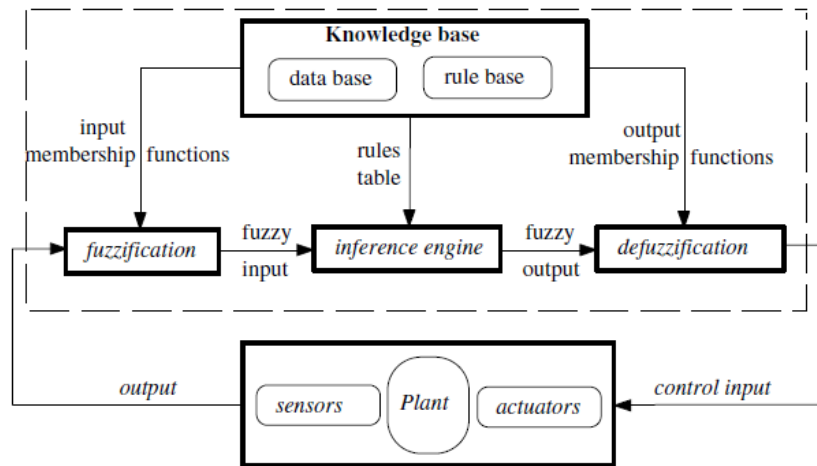 Knowledge base
data base
rule base
input
membership functions
rules
table
output
membership functions
fuzzification
fuzzy
input
inference engine
fuzzy
output
defuzzification
output
sensors
Plant
actuators
control input